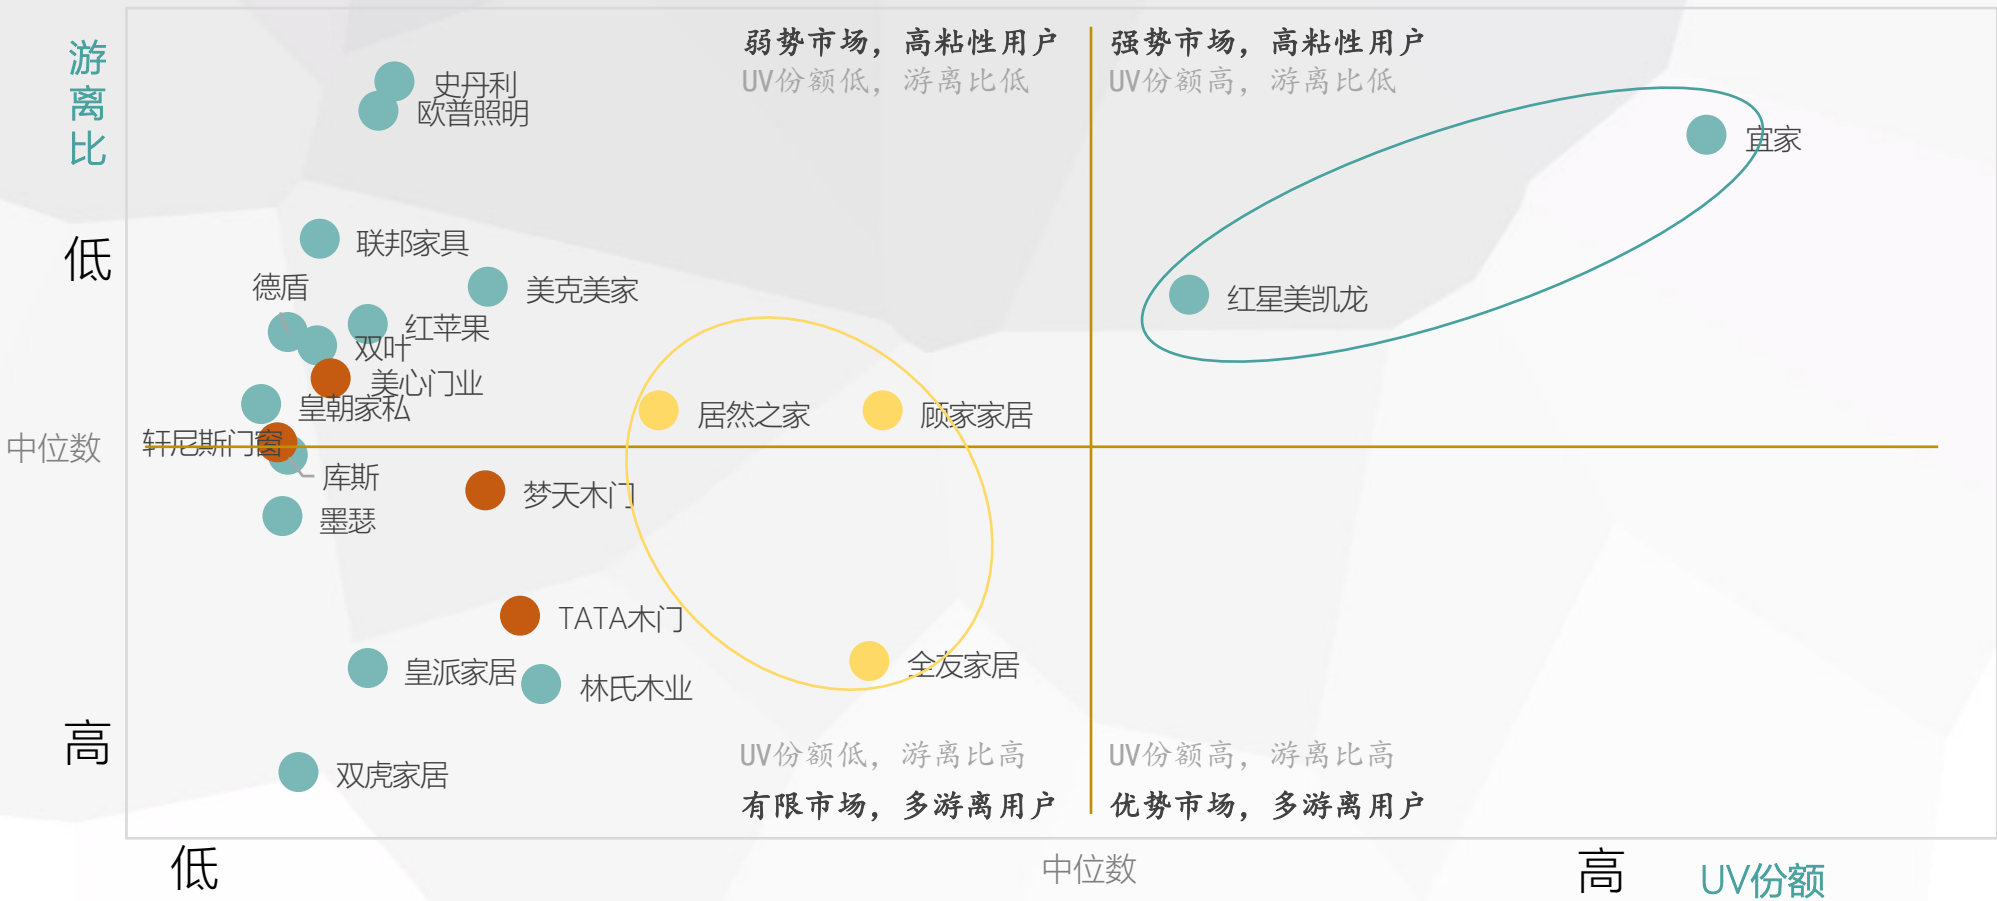 游离比
弱势市场，高粘性用户
UV份额低，游离比低
强势市场，高粘性用户
UV份额高，游离比低
史丹利
欧普照明
宜家
联邦家具
低
德盾
美克美家
红星美凯龙
红苹果
双叶
美心门业
皇朝家私
居然之家
顾家家居
中位数
轩尼斯门窗
库斯
梦天木门
墨瑟
TATA木门
皇派家居
林氏木业
全友家居
高
双虎家居
UV份额低，游离比高
有限市场，多游离用户
UV份额高，游离比高
优势市场，多游离用户
低
中位数
高
UV份额